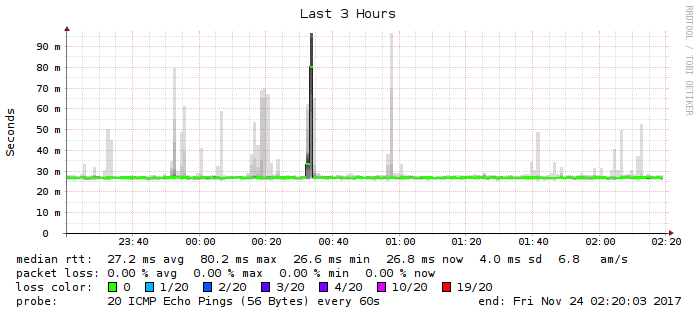 Last 3 Hours
RRDTOOL / TOBI OETIKER
Seconds
90 m
80 m
70 m
60 m
50 m
40 m
30 m
20 m
10 m
0
23:40 00:00 00:20 00:40 01:00 01:20 01:40 02:00 02:20
median rtt: 27.2 ms avg 80.2 ms max 26.6 ms min 26.8 ms now 4.0 ms sd 6.8 am/s
packet loss: 0.00 % avg 0.00 % max 0.00 % min 0.00 % now
loss color: 0 1/20 2/20 3/20 4/20 10/20 19/20
probe: 20 ICMP Echo Pings (56 Bytes) every 60s end: Fri Nov 24 02:20:03 2017